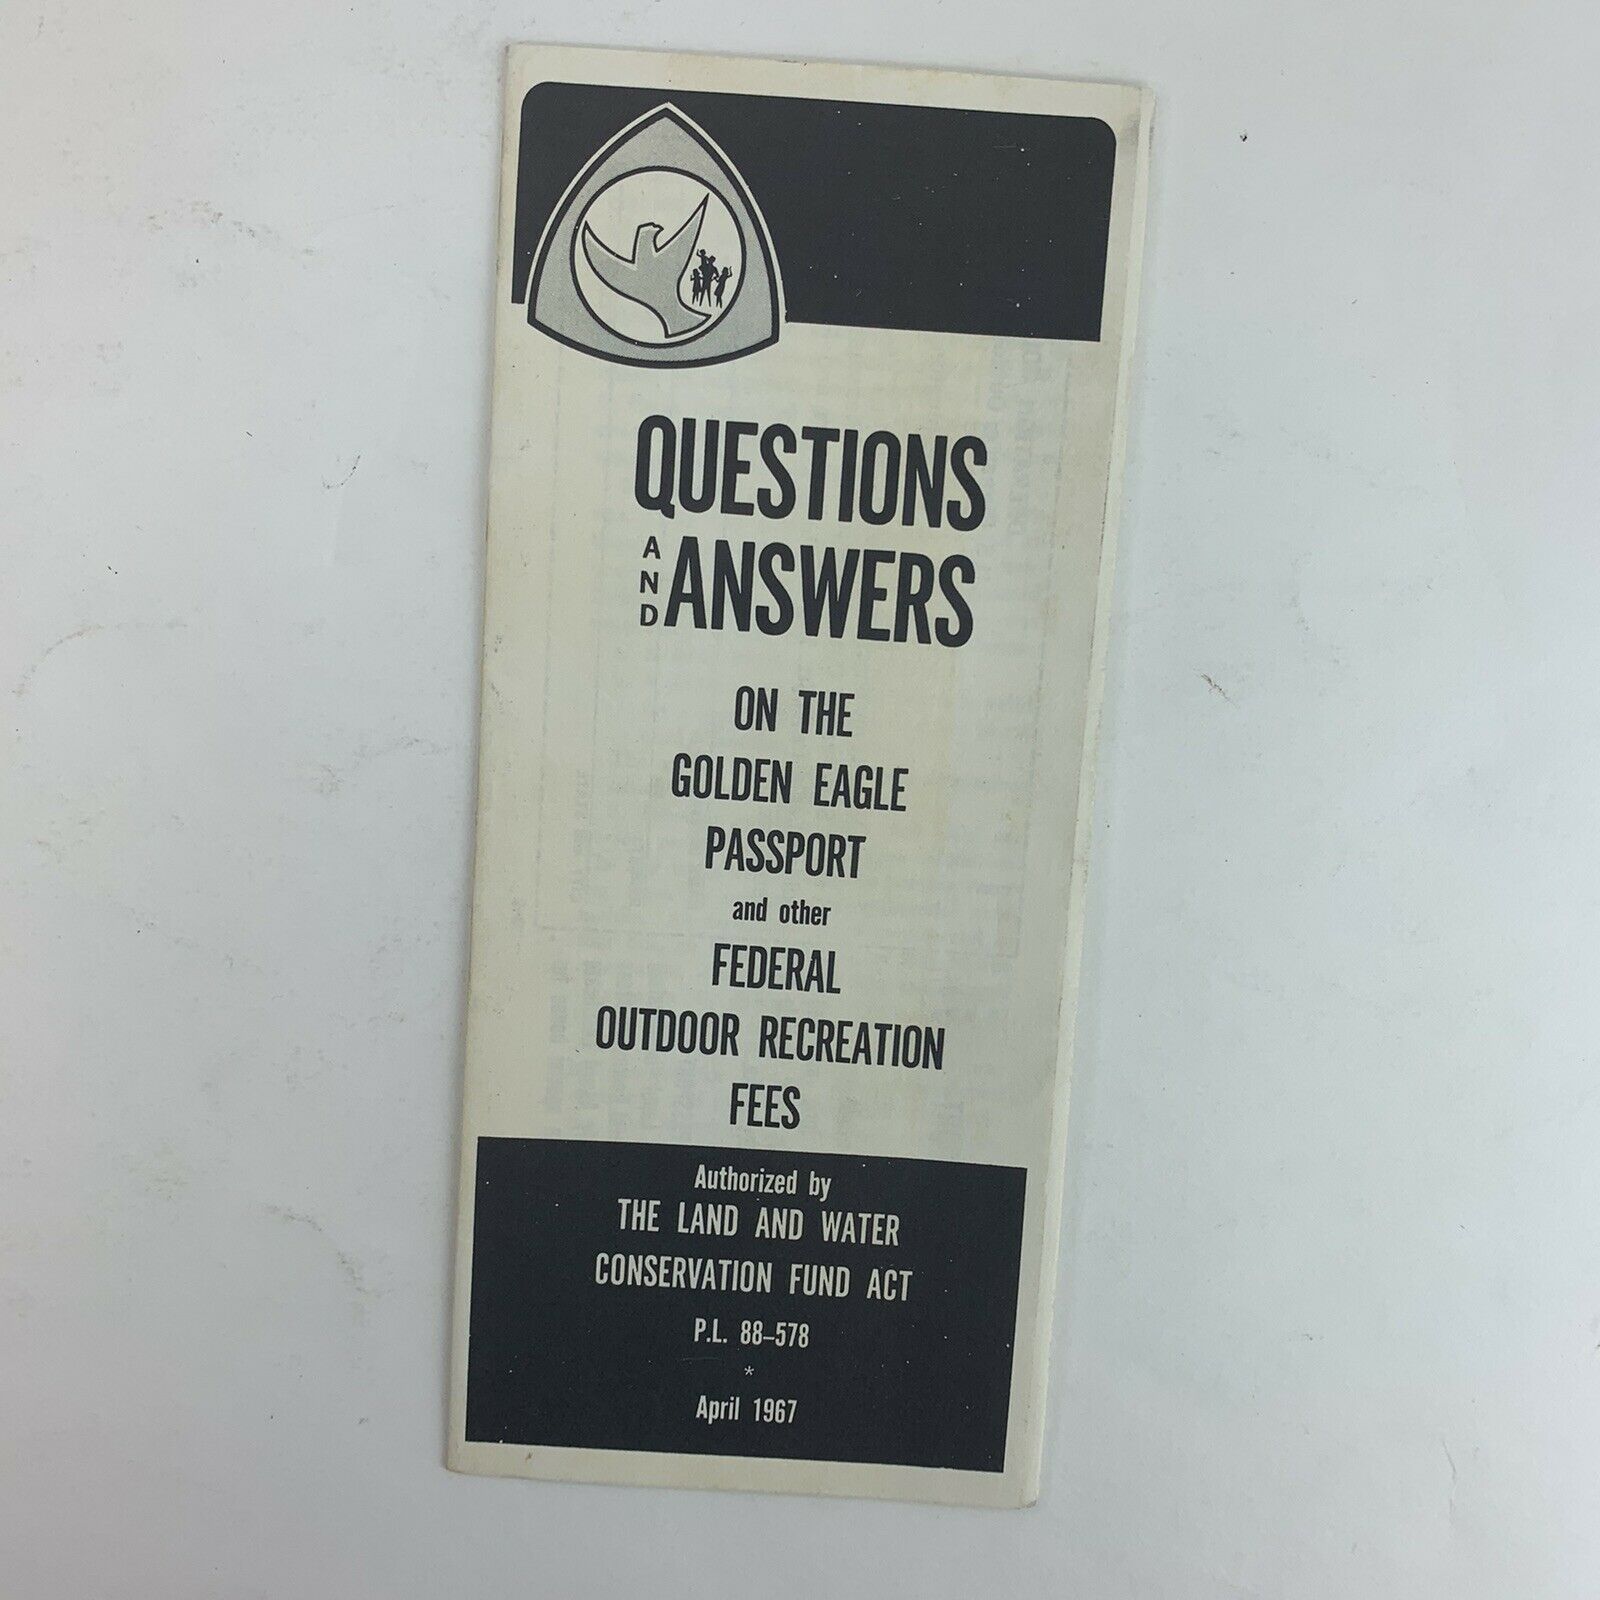 QUESTIONS
AND ANSWERS
ON THE
GOLDEN EAGLE
PASSPORT
and other
FEDERAL
OUTDOOR RECREATION
FEES
Authorized by
THE LAND AND WATER
CONSERVATION FUND ACT
P.L. 88–578
*
April 1967